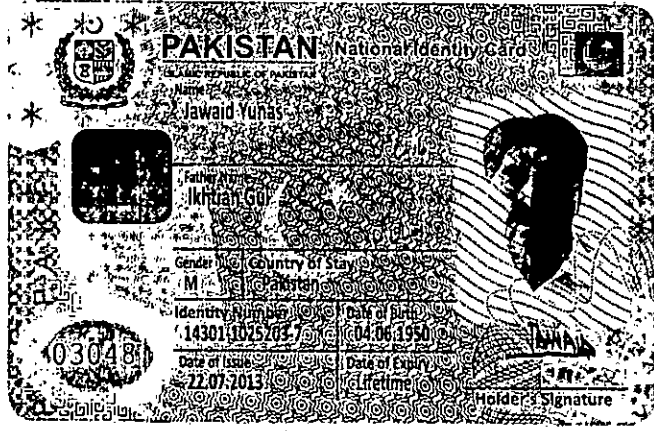 PAKISTAN National Identity Card
ISLAMIC REPUBLIC OF PAKISTAN
Name
Jawaid Yunas
Father Name
Ikhtian Gul
Gender Country of Stay
M Pakistan
Identity Number Date of Birth
14301-1025203-7 04.06.1950
Date of Issue Date of Expiry
22.07.2013 Lifetime
03048
Holder's Signature